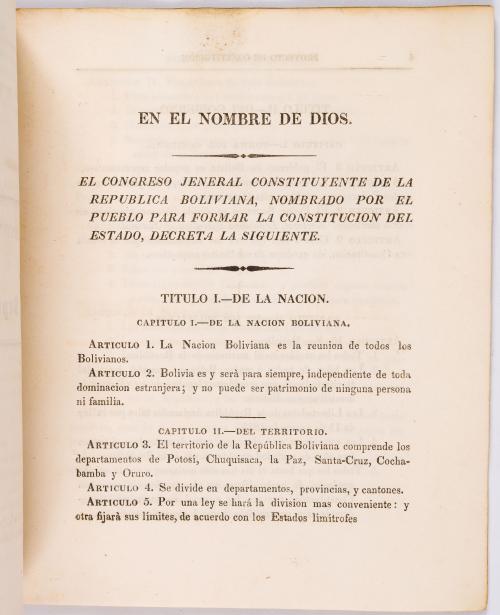 EN EL NOMBRE DE DIOS.
EL CONGRESO JENERAL CONSTITUYENTE DE LA
REPUBLICA BOLIVIANA, NOMBRADO POR EL
PUEBLO PARA FORMAR LA CONSTITUCION DEL
ESTADO, DECRETA LA SIGUIENTE.
TITULO I.—DE LA NACION.
CAPITULO I.—DE LA NACION BOLIVIANA.
ARTICULO 1. La Nacion Boliviana es la reunion de todos los
Bolivianos.
ARTICULO 2. Bolivia es y serà para siempre, independiente de toda
dominacion estranjera; y no puede ser patrimonio de ninguna persona
ni familia.
CAPITULO II.—DEL TERRITORIO.
ARTICULO 3. El territorio de la República Boliviana comprende los
departamentos de Potosí, Chuquisaca, la Paz, Santa-Cruz, Cocha-
bamba y Oruro.
ARTICULO 4. Se divide en departamentos, provincias, y cantones.
ARTICULO 5. Por una ley se hará la division mas conveniente: y
otra fijará sus límites, de acuerdo con los Estados limítrofes